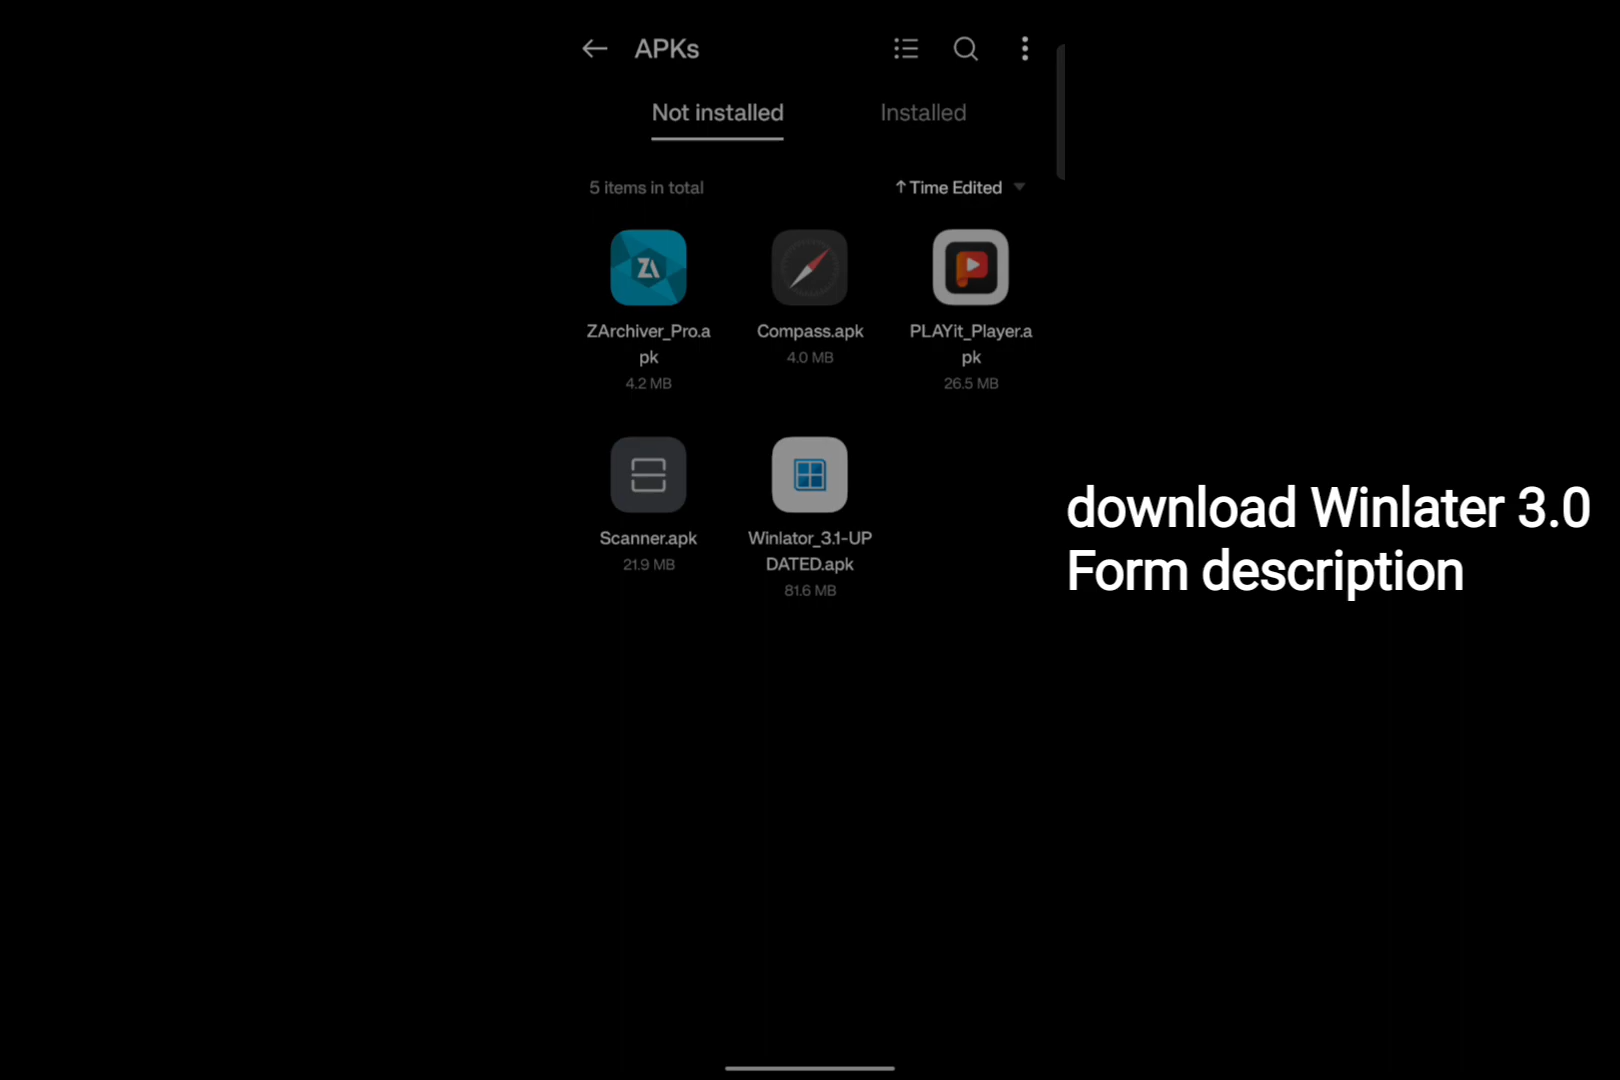 APKs
Not installed
Installed
5 items in total
↑ Time Edited
ZArchiver_Pro.a
pk
4.2 MB
Compass.apk
4.0 MB
PLAYit_Player.a
pk
26.5 MB
Scanner.apk
21.9 MB
Winlator_3.1-UP
DATED.apk
81.6 MB
download Winlater 3.0
Form description